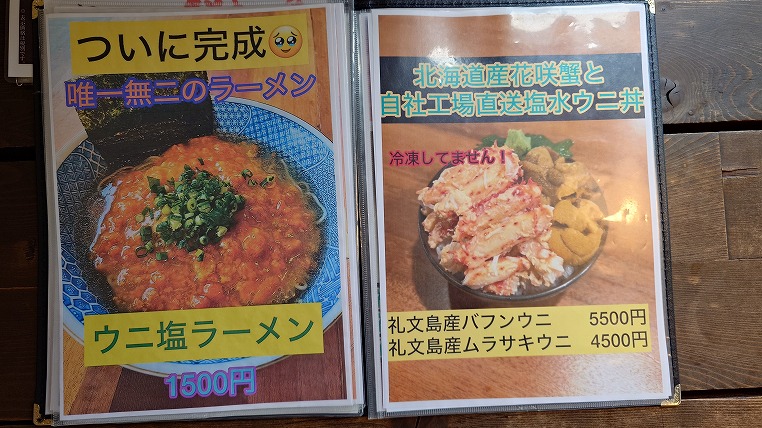 ついに完成🥹
唯一無二のラーメン
ウニ塩ラーメン
1500円
北海道産花咲蟹と
自社工場直送塩水ウニ丼
冷凍してません！
礼文島産バフンウニ 5500円
礼文島産ムラサキウニ 4500円